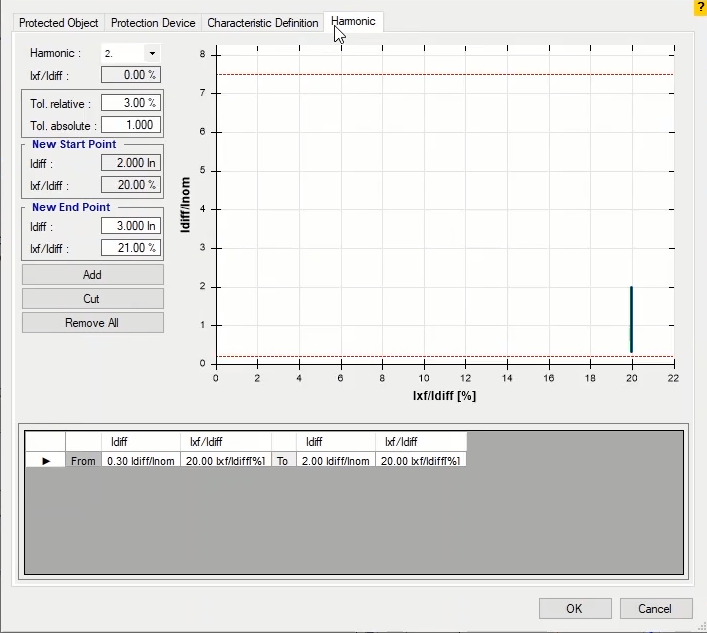 ?
Protected Object Protection Device Characteristic Definition Harmonic
Harmonic : 2.
Ixf/Idiff : 0.00 %
Tol. relative : 3.00 %
Tol. absolute : 1.000
New Start Point
Idiff : 2.000 In
Ixf/Idiff : 20.00 %
New End Point
Idiff : 3.000 In
Ixf/Idiff : 21.00 %
Add
Cut
Remove All
Idiff/Inom
8
7
6
5
4
3
2
1
0
0 2 4 6 8 10 12 14 16 18 20 22
Ixf/Idiff [%]
Idiff Ixf/Idiff Idiff Ixf/Idiff
From 0.30 Idiff/Inom 20.00 Ixf/Idiff[%] To 2.00 Idiff/Inom 20.00 Ixf/Idiff[%]
OK Cancel